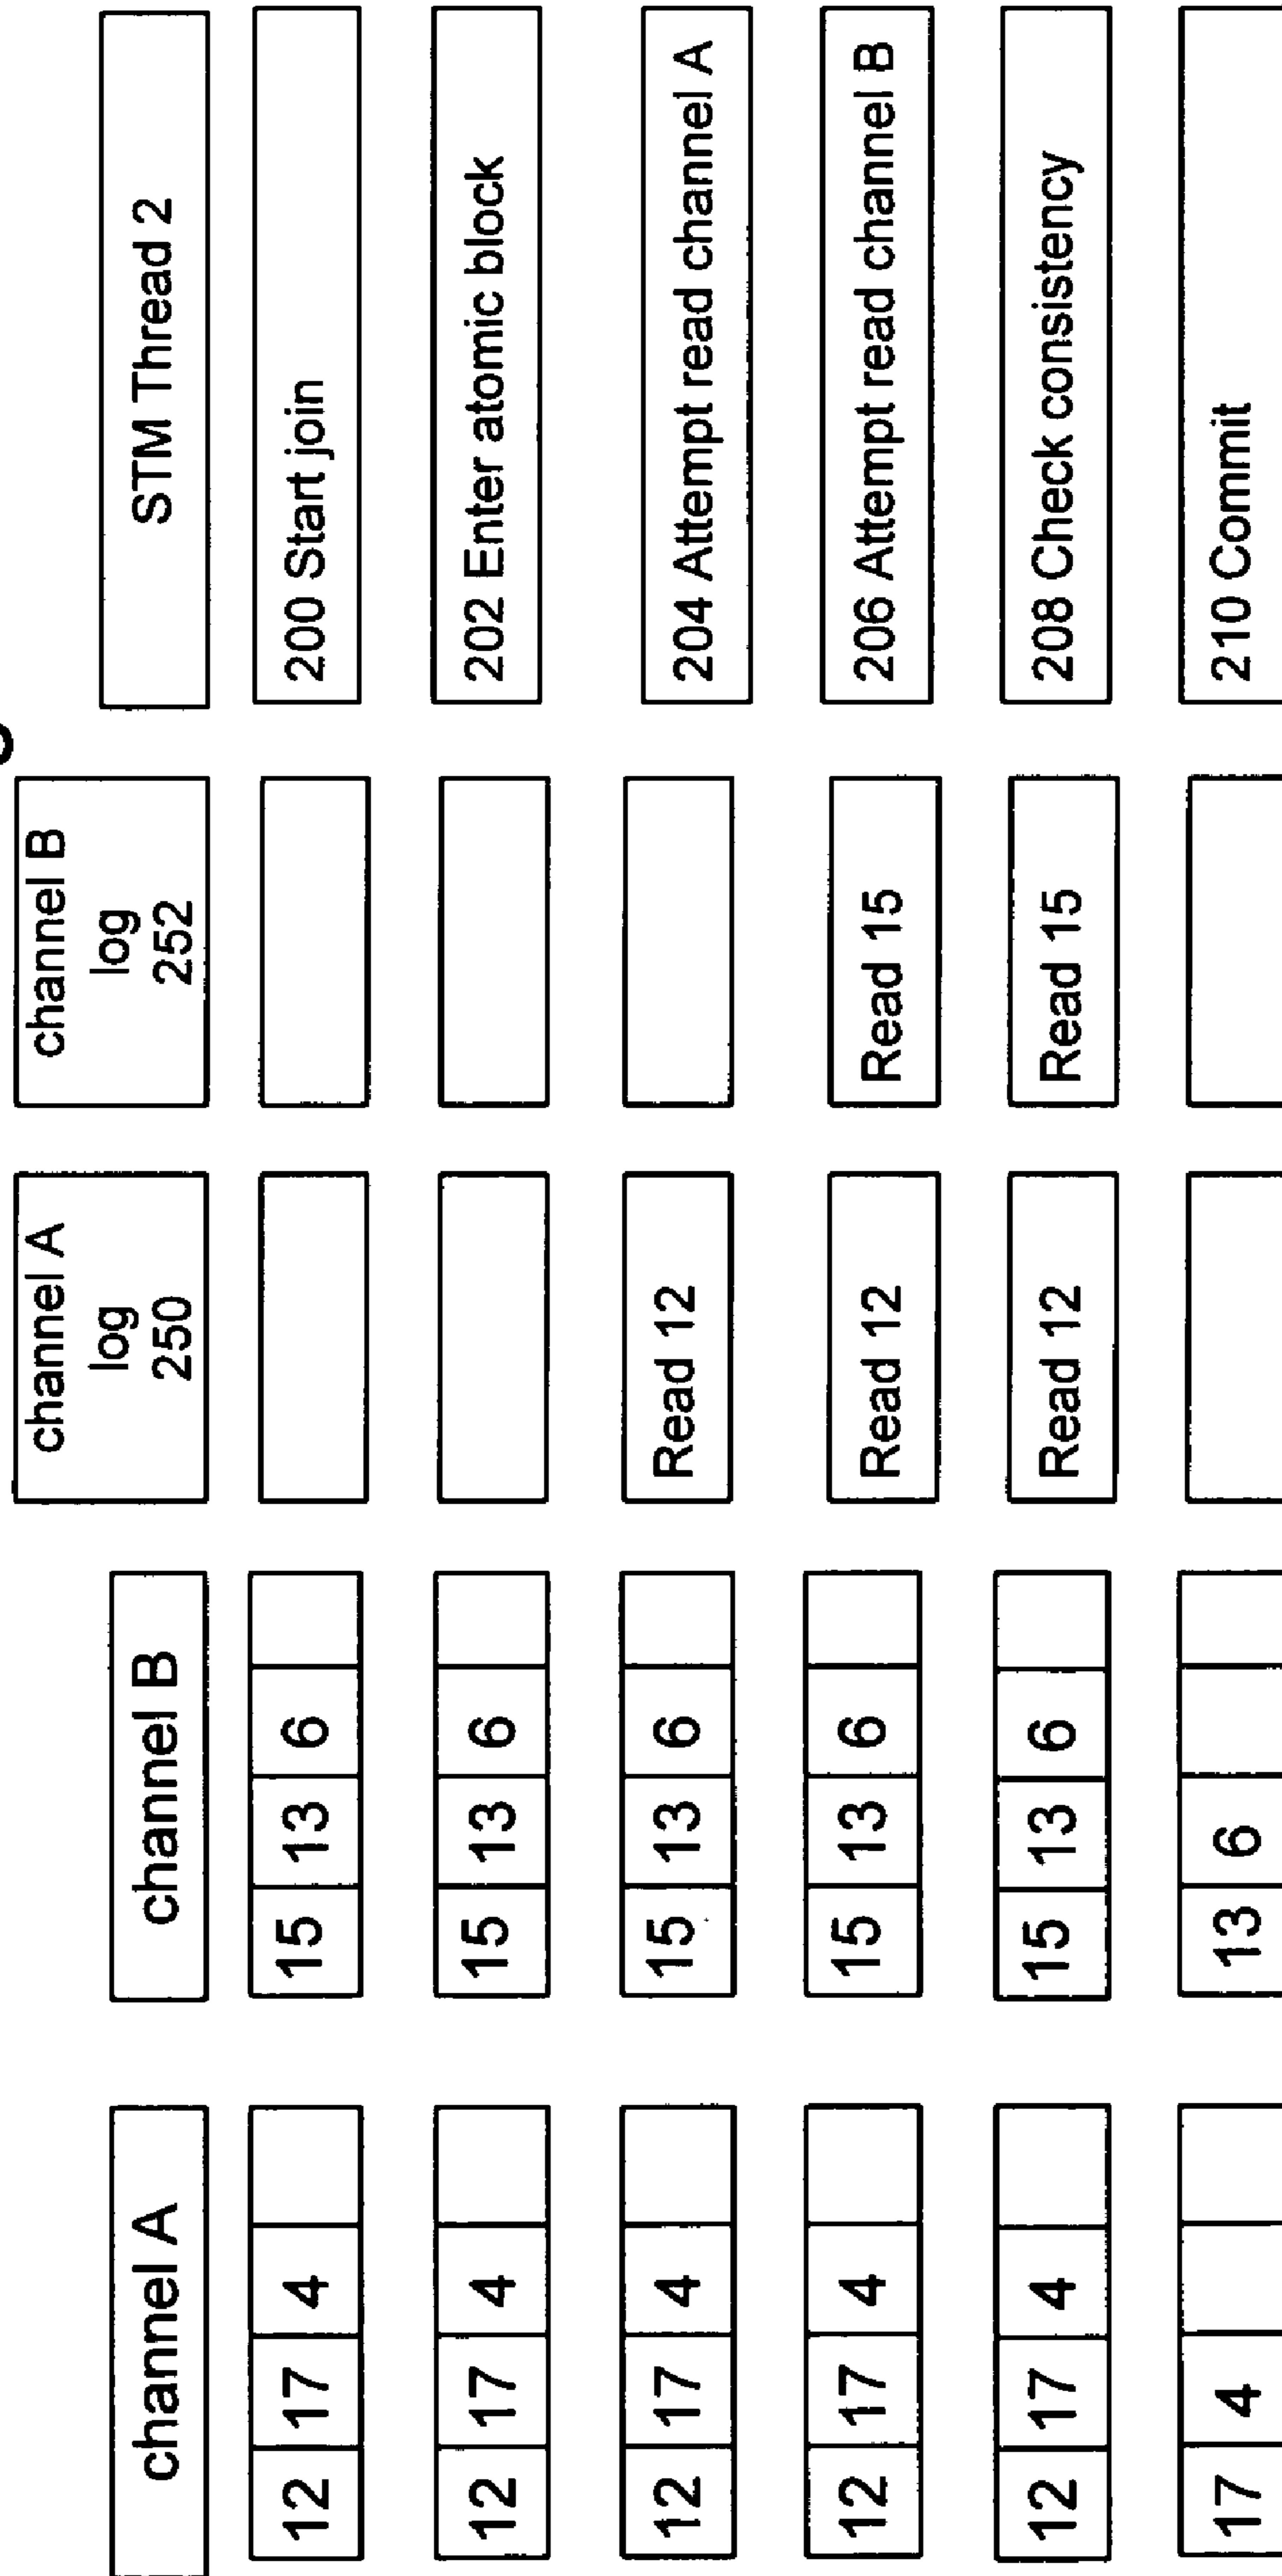 channel A
channel B
channel A
log
250
channel B
log
252
STM Thread 2
12 17 4
15 13 6
200 Start join
12 17 4
15 13 6
202 Enter atomic block
12 17 4
15 13 6
Read 12
204 Attempt read channel A
12 17 4
15 13 6
Read 12
Read 15
206 Attempt read channel B
12 17 4
15 13 6
Read 12
Read 15
208 Check consistency
17 4
13 6
210 Commit